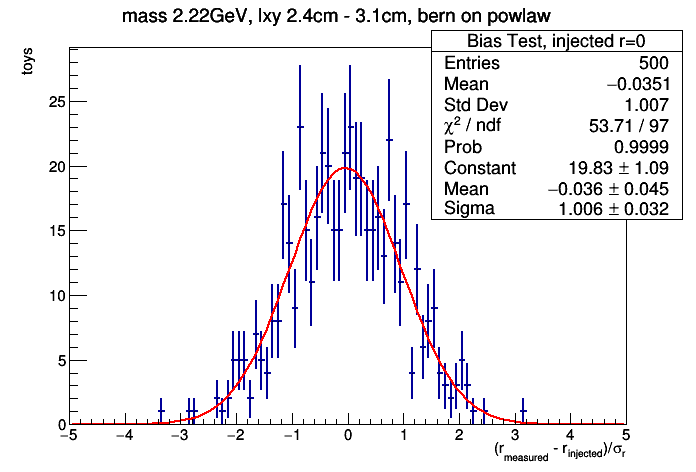 mass 2.22GeV, lxy 2.4cm - 3.1cm, bern on powlaw
Bias Test, injected r=0
Entries 500
Mean −0.0351
Std Dev 1.007
χ² / ndf 53.71 / 97
Prob 0.9999
Constant 19.83 ± 1.09
Mean −0.036 ± 0.045
Sigma 1.006 ± 0.032
toys
25
20
15
10
5
0
−5 −4 −3 −2 −1 0 1 2 3 4 5
(r_measured - r_injected)/σ_r